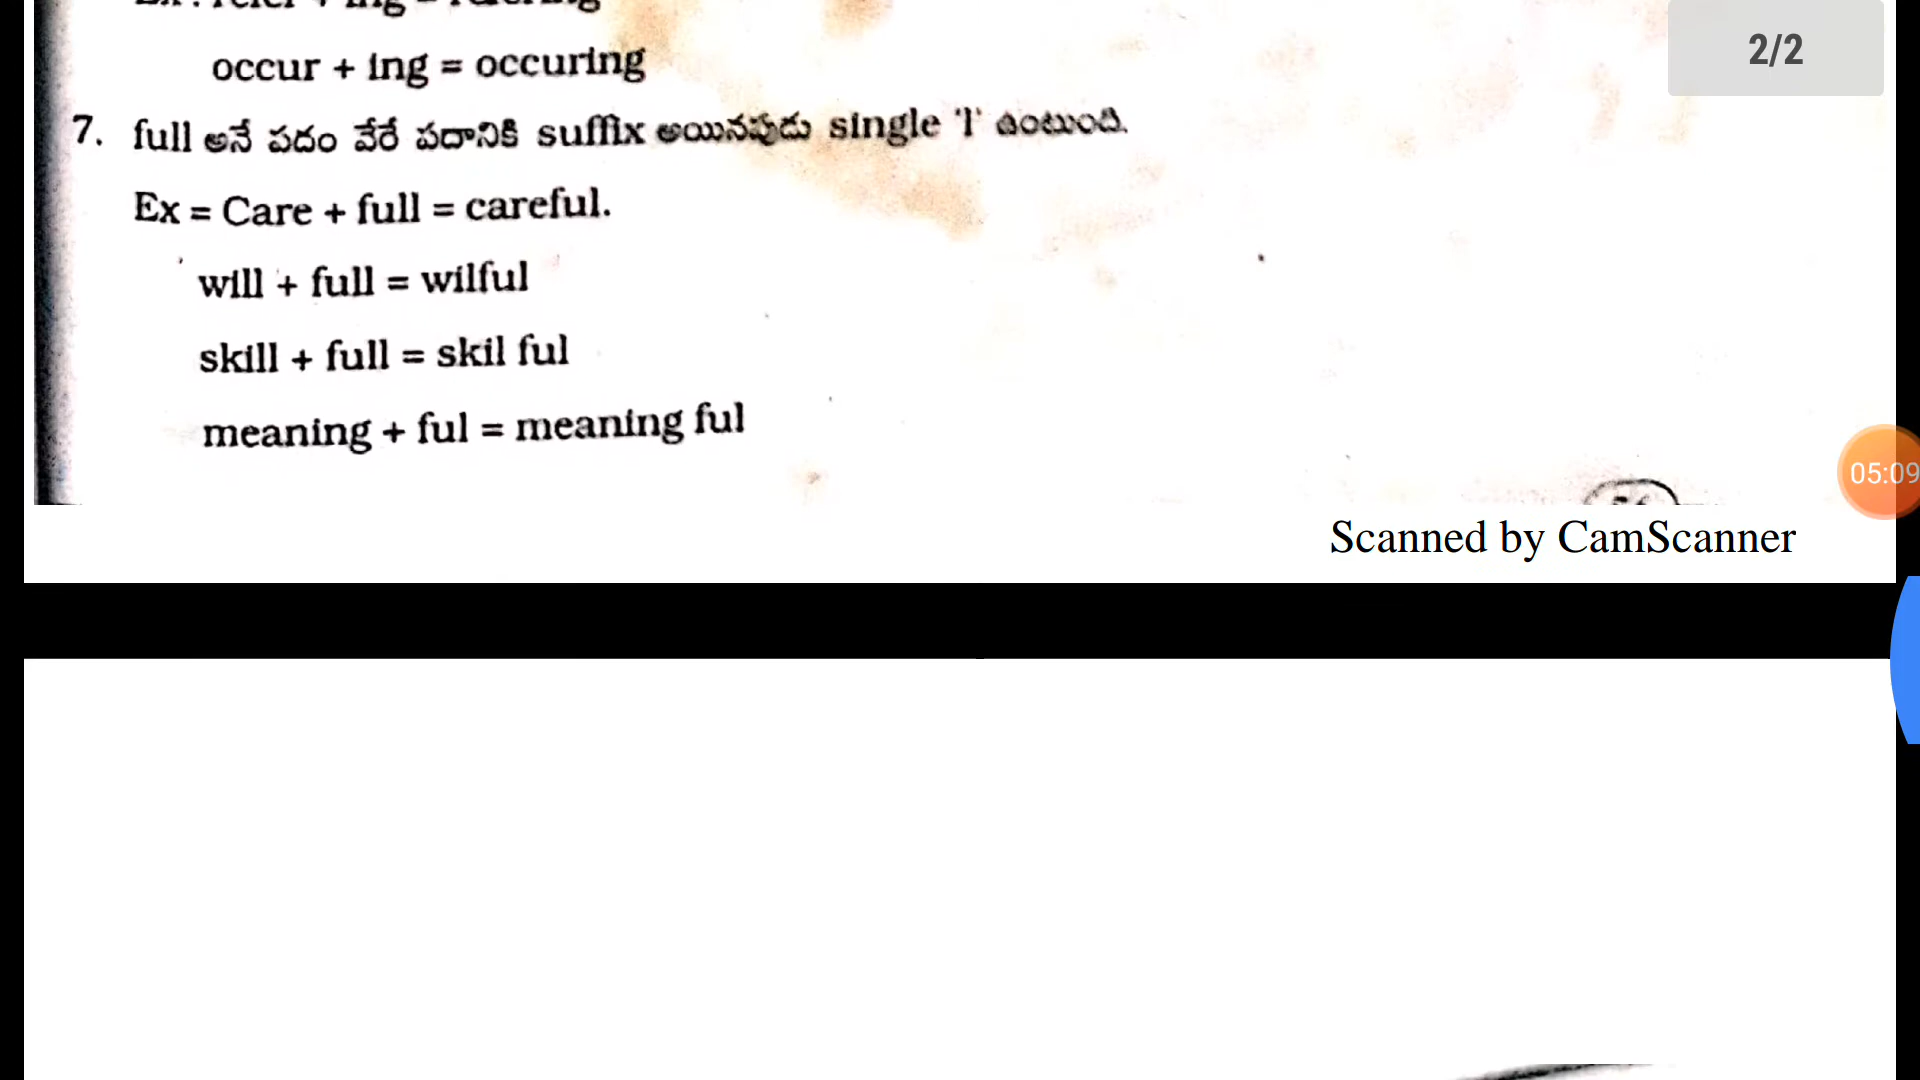 occur + ing = occuring
7. full అనే పదం వేరే పదానికి suffix అయినపుడు single 'l' ఉంటుంది.
Ex = Care + full = careful.
will + full = wilful
skill + full = skil ful
meaning + ful = meaning ful
Scanned by CamScanner
2/2
05:09